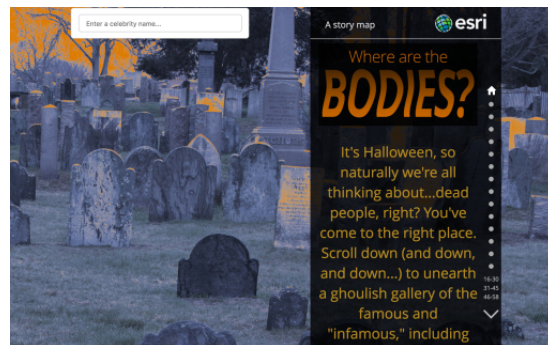 Enter a celebrity name...
A story map
esri
Where are the
BODIES?
It's Halloween, so
naturally we're all
thinking about...dead
people, right? You've
come to the right place.
Scroll down (and down,
and down...) to unearth
a ghoulish gallery of the
famous and
"infamous," including
16-30
31-45
46-58